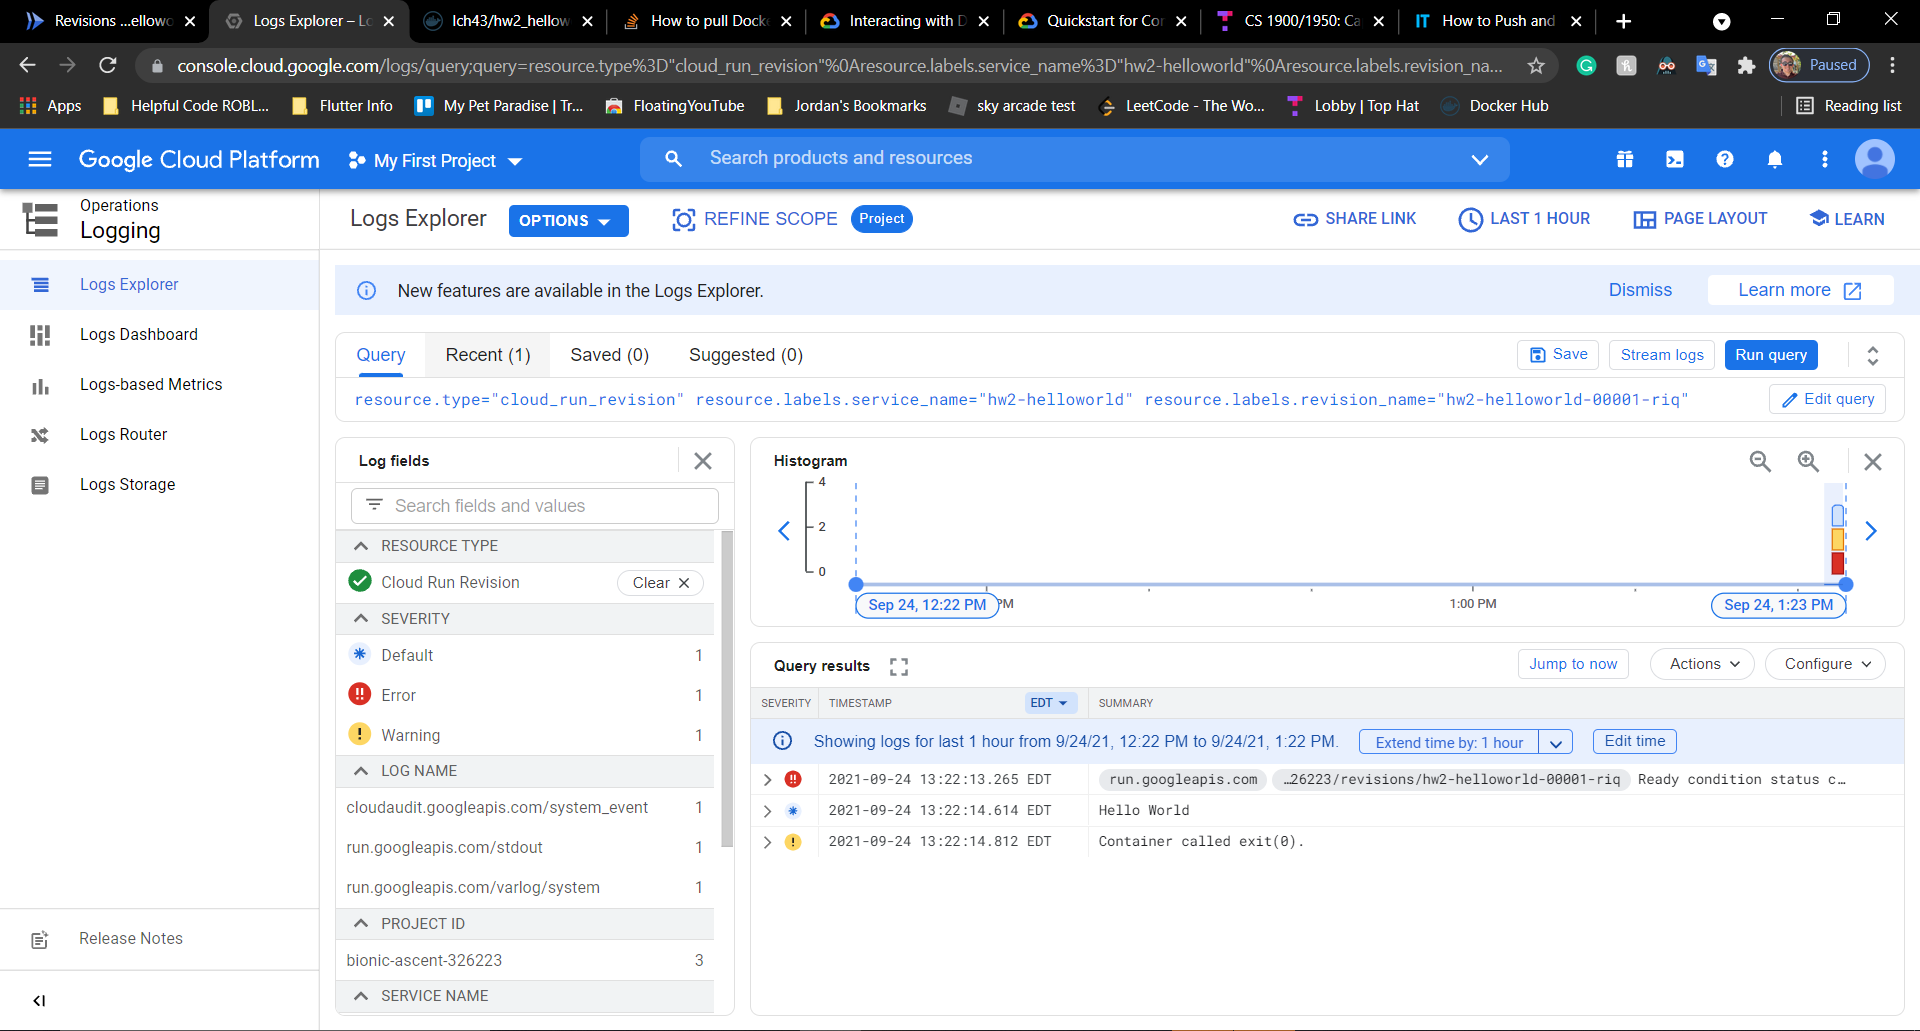 Revisions ...ellowo
Logs Explorer – Lo
lch43/hw2_hellow
How to pull Docke
Interacting with D
Quickstart for Con
CS 1900/1950: Ca
How to Push and
console.cloud.google.com/logs/query;query=resource.type%3D"cloud_run_revision"%0Aresource.labels.service_name%3D"hw2-helloworld"%0Aresource.labels.revision_na...
Paused
Apps
Helpful Code ROBL...
Flutter Info
My Pet Paradise | Tr...
FloatingYouTube
Jordan's Bookmarks
sky arcade test
LeetCode - The Wo...
Lobby | Top Hat
Docker Hub
Reading list
Google Cloud Platform
My First Project
Search products and resources
Operations
Logging
Logs Explorer
OPTIONS
REFINE SCOPE
Project
SHARE LINK
LAST 1 HOUR
PAGE LAYOUT
LEARN
Logs Explorer
Logs Dashboard
Logs-based Metrics
Logs Router
Logs Storage
Release Notes
New features are available in the Logs Explorer.
Dismiss
Learn more
Query
Recent (1)
Saved (0)
Suggested (0)
Save
Stream logs
Run query
resource.type="cloud_run_revision" resource.labels.service_name="hw2-helloworld" resource.labels.revision_name="hw2-helloworld-00001-riq"
Edit query
Log fields
Search fields and values
RESOURCE TYPE
Cloud Run Revision
Clear
SEVERITY
Default 1
Error 1
Warning 1
LOG NAME
cloudaudit.googleapis.com/system_event 1
run.googleapis.com/stdout 1
run.googleapis.com/varlog/system 1
PROJECT ID
bionic-ascent-326223 3
SERVICE NAME
Histogram
4
2
0
Sep 24, 12:22 PM
PM
1:00 PM
Sep 24, 1:23 PM
Query results
Jump to now
Actions
Configure
SEVERITY
TIMESTAMP
EDT
SUMMARY
Showing logs for last 1 hour from 9/24/21, 12:22 PM to 9/24/21, 1:22 PM.
Extend time by: 1 hour
Edit time
2021-09-24 13:22:13.265 EDT run.googleapis.com …26223/revisions/hw2-helloworld-00001-riq Ready condition status c…
2021-09-24 13:22:14.614 EDT Hello World
2021-09-24 13:22:14.812 EDT Container called exit(0).